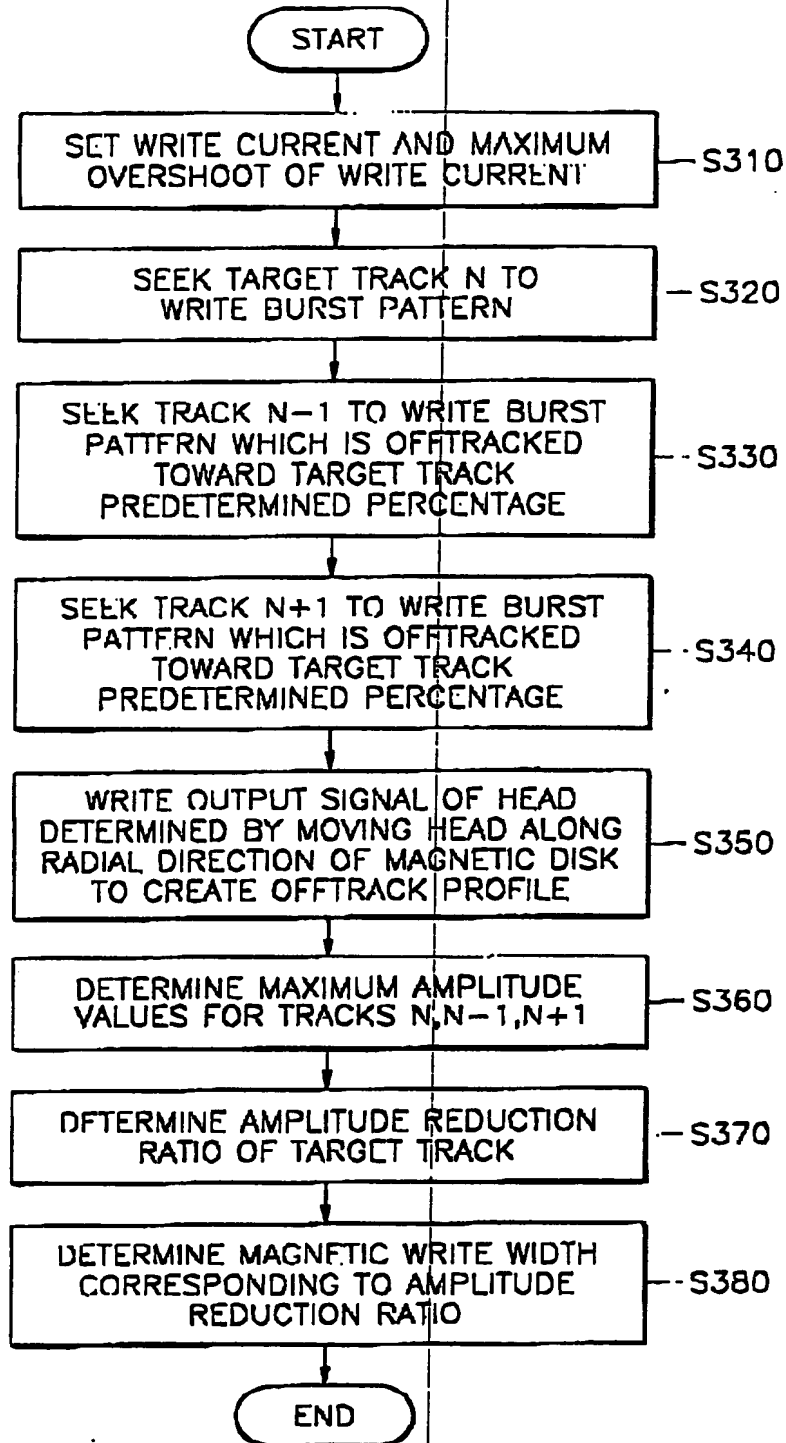 START
SET WRITE CURRENT AND MAXIMUM
OVERSHOOT OF WRITE CURRENT
S310
SEEK TARGET TRACK N TO
WRITE BURST PATTERN
S320
SEEK TRACK N-1 TO WRITE BURST
PATTERN WHICH IS OFFTRACKED
TOWARD TARGET TRACK
PREDETERMINED PERCENTAGE
S330
SEEK TRACK N+1 TO WRITE BURST
PATTERN WHICH IS OFFTRACKED
TOWARD TARGET TRACK
PREDETERMINED PERCENTAGE
S340
WRITE OUTPUT SIGNAL OF HEAD
DETERMINED BY MOVING HEAD ALONG
RADIAL DIRECTION OF MAGNETIC DISK
TO CREATE OFFTRACK PROFILE
S350
DETERMINE MAXIMUM AMPLITUDE
VALUES FOR TRACKS N,N-1,N+1
S360
DETERMINE AMPLITUDE REDUCTION
RATIO OF TARGET TRACK
S370
DETERMINE MAGNETIC WRITE WIDTH
CORRESPONDING TO AMPLITUDE
REDUCTION RATIO
S380
END